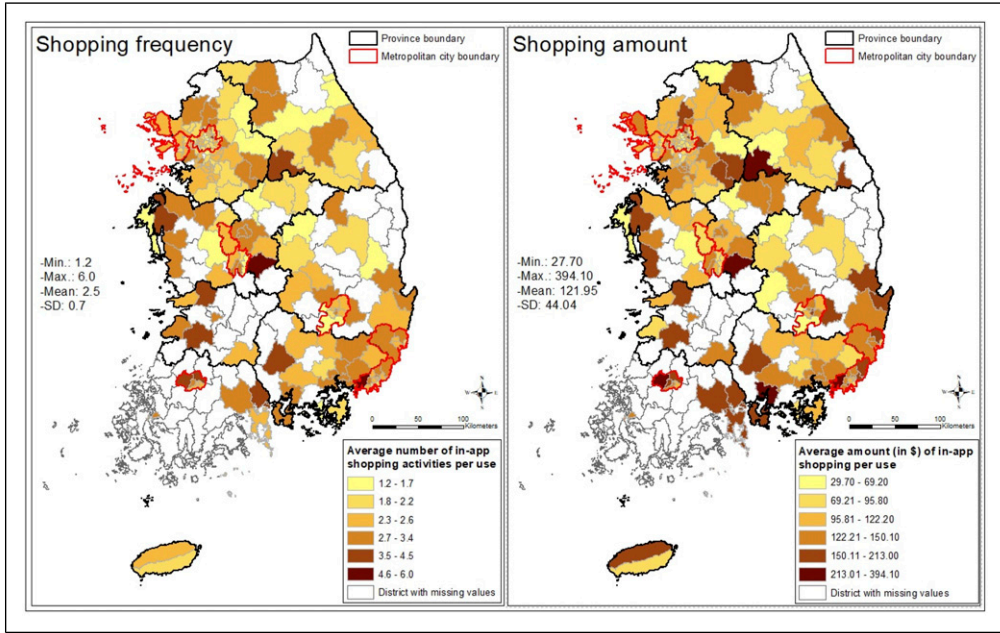 Shopping frequency
Province boundary
Metropolitan city boundary
-Min.: 1.2
-Max.: 6.0
-Mean: 2.5
-SD: 0.7
N
W
E
S
0 25 50 100
Kilometers
Average number of in-app
shopping activities per use
1.2 - 1.7
1.8 - 2.2
2.3 - 2.6
2.7 - 3.4
3.5 - 4.5
4.6 - 6.0
District with missing values
Shopping amount
Province boundary
Metropolitan city boundary
-Min.: 27.70
-Max.: 394.10
-Mean: 121.95
-SD: 44.04
N
W
E
S
0 25 50 100
Kilometers
Average amount (in $) of in-app
shopping per use
29.70 - 69.20
69.21 - 95.80
95.81 - 122.20
122.21 - 150.10
150.11 - 213.00
213.01 - 394.10
District with missing values